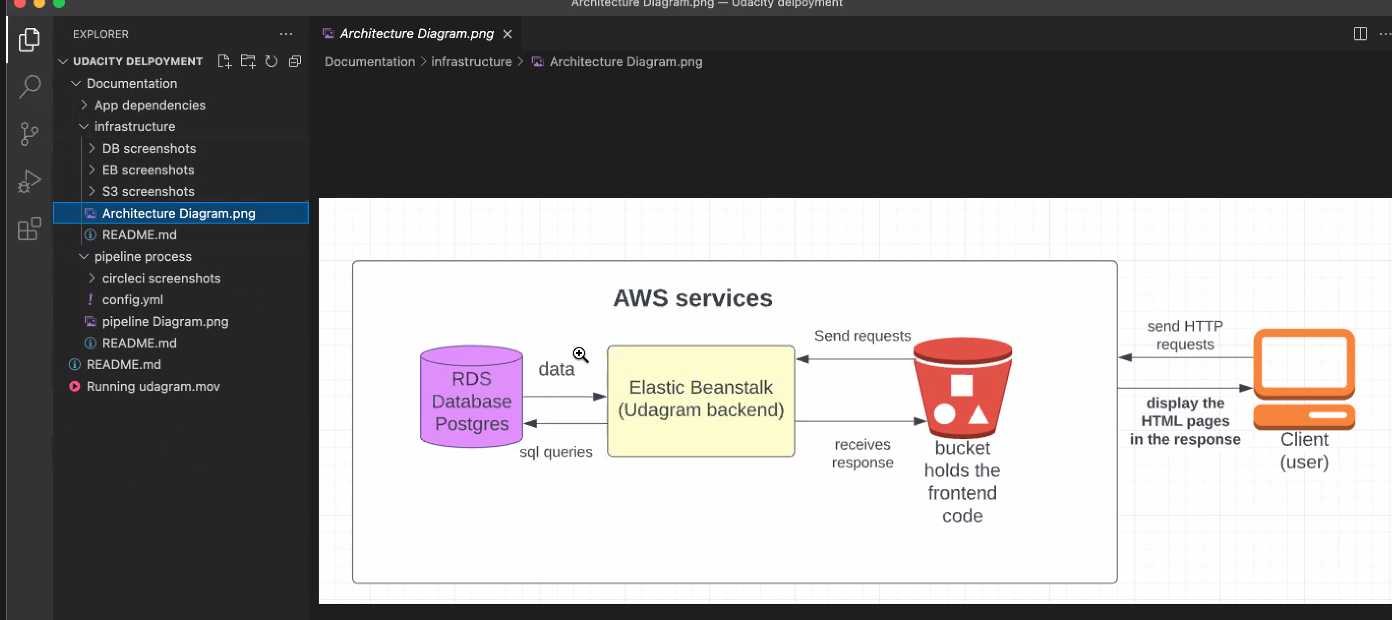 Architecture Diagram.png — Udacity delpoyment
EXPLORER
Architecture Diagram.png
UDACITY DELPOYMENT
Documentation > infrastructure > Architecture Diagram.png
Documentation
App dependencies
infrastructure
DB screenshots
EB screenshots
S3 screenshots
Architecture Diagram.png
README.md
pipeline process
circleci screenshots
config.yml
pipeline Diagram.png
README.md
README.md
Running udagram.mov
AWS services
RDS
Database
Postgres
data
sql queries
Elastic Beanstalk
(Udagram backend)
Send requests
receives
response
bucket
holds the
frontend
code
send HTTP
requests
display the
HTML pages
in the response
Client
(user)